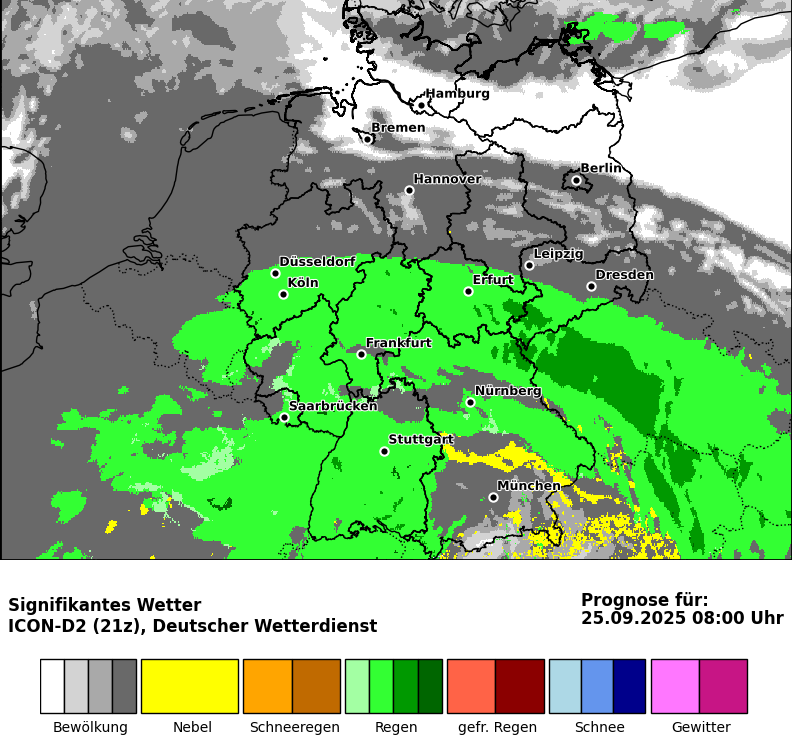 Hamburg
Bremen
Berlin
Hannover
Düsseldorf
Leipzig
Köln
Erfurt
Dresden
Frankfurt
Nürnberg
Saarbrücken
Stuttgart
München
Signifikantes Wetter
ICON-D2 (21z), Deutscher Wetterdienst
Prognose für:
25.09.2025 08:00 Uhr
Bewölkung
Nebel
Schneeregen
Regen
gefr. Regen
Schnee
Gewitter